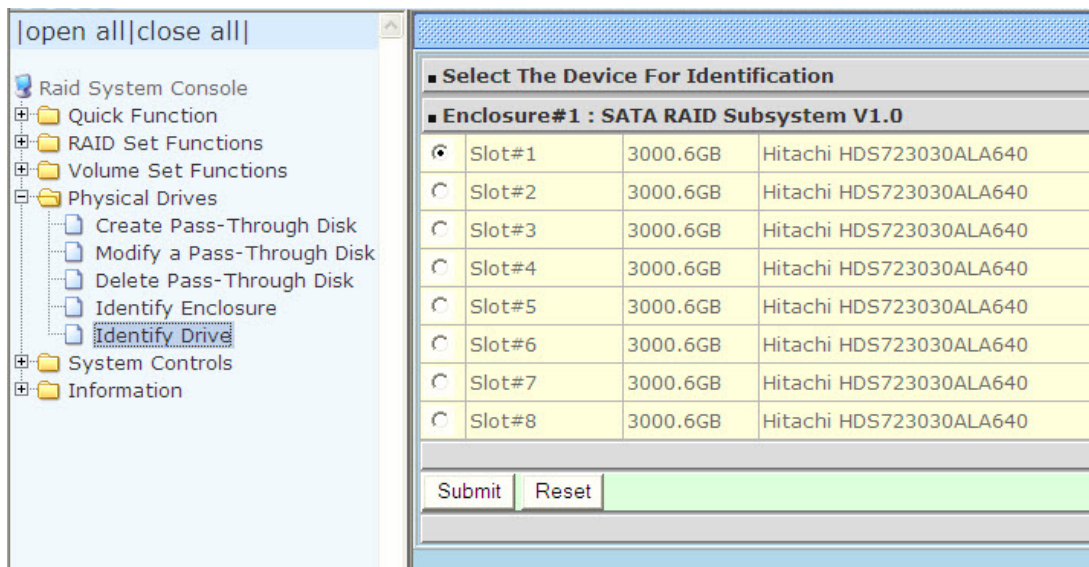 |open all|close all|
Raid System Console
Quick Function
RAID Set Functions
Volume Set Functions
Physical Drives
Create Pass-Through Disk
Modify a Pass-Through Disk
Delete Pass-Through Disk
Identify Enclosure
Identify Drive
System Controls
Information
Select The Device For Identification
Enclosure#1 : SATA RAID Subsystem V1.0
Slot#1 3000.6GB Hitachi HDS723030ALA640
Slot#2 3000.6GB Hitachi HDS723030ALA640
Slot#3 3000.6GB Hitachi HDS723030ALA640
Slot#4 3000.6GB Hitachi HDS723030ALA640
Slot#5 3000.6GB Hitachi HDS723030ALA640
Slot#6 3000.6GB Hitachi HDS723030ALA640
Slot#7 3000.6GB Hitachi HDS723030ALA640
Slot#8 3000.6GB Hitachi HDS723030ALA640
Submit Reset